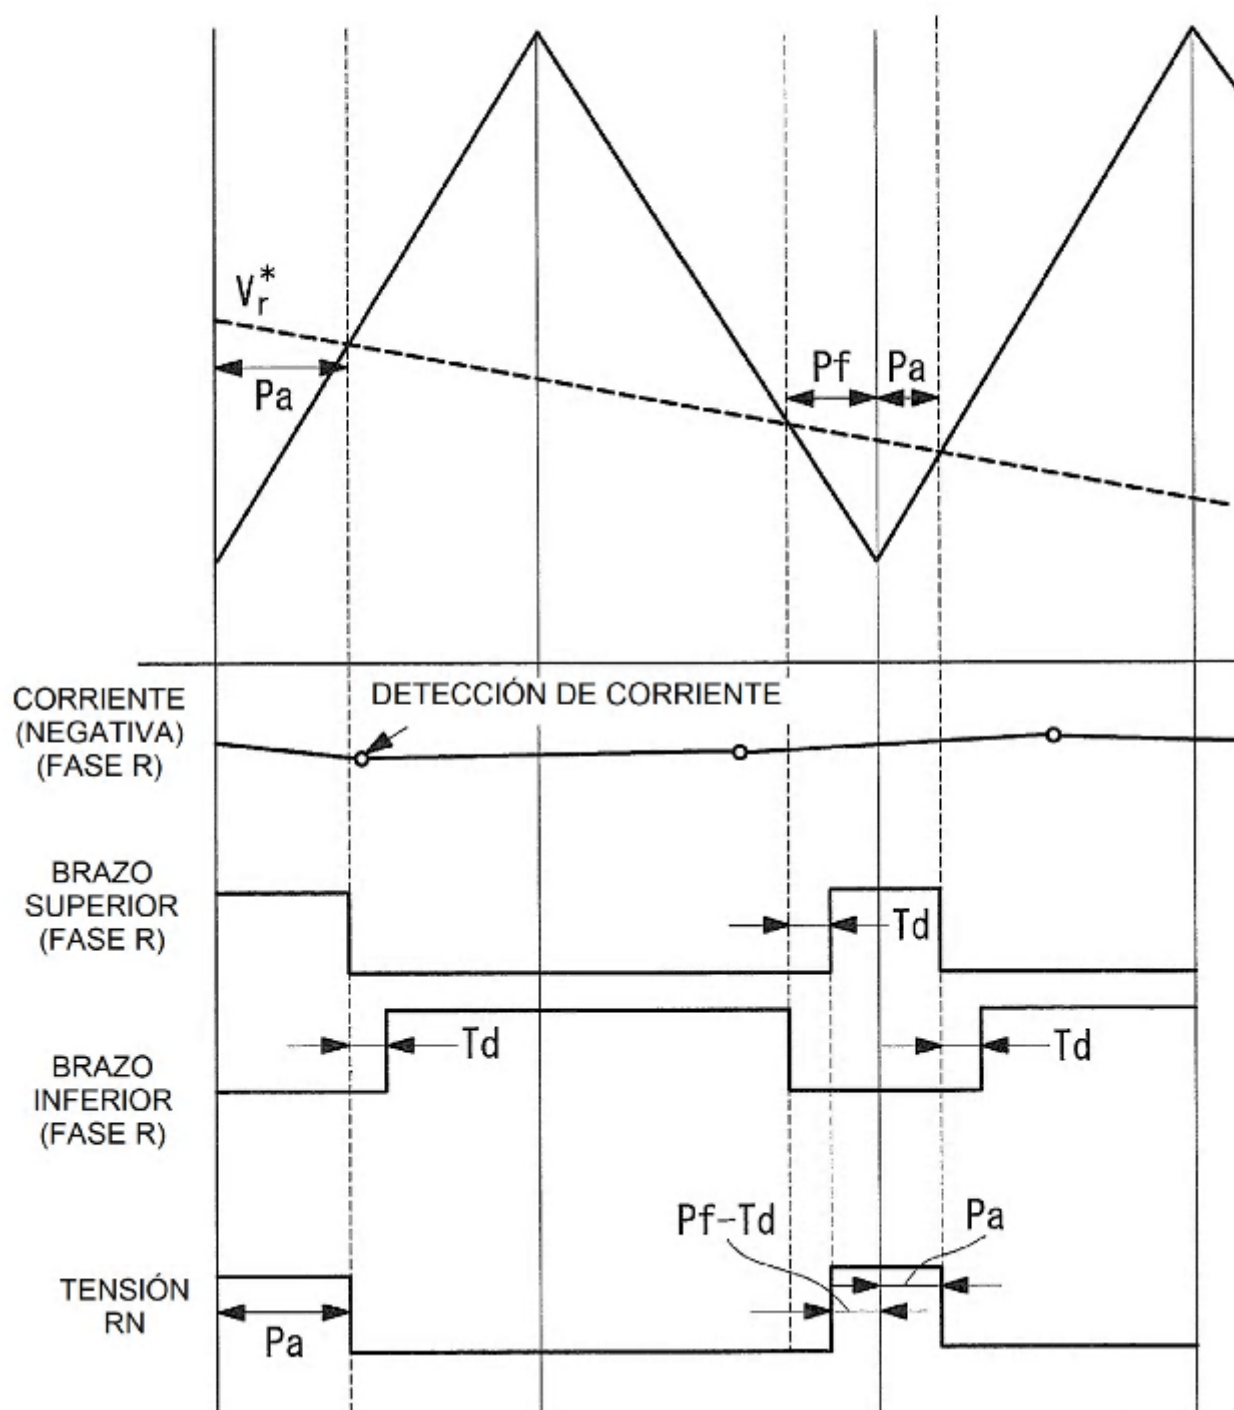 V_r^*
Pa
Pf
Pa
CORRIENTE
(NEGATIVA)
(FASE R)
DETECCIÓN DE CORRIENTE
BRAZO
SUPERIOR
(FASE R)
Td
BRAZO
INFERIOR
(FASE R)
Td
Td
Pf-Td
Pa
TENSIÓN
RN
Pa